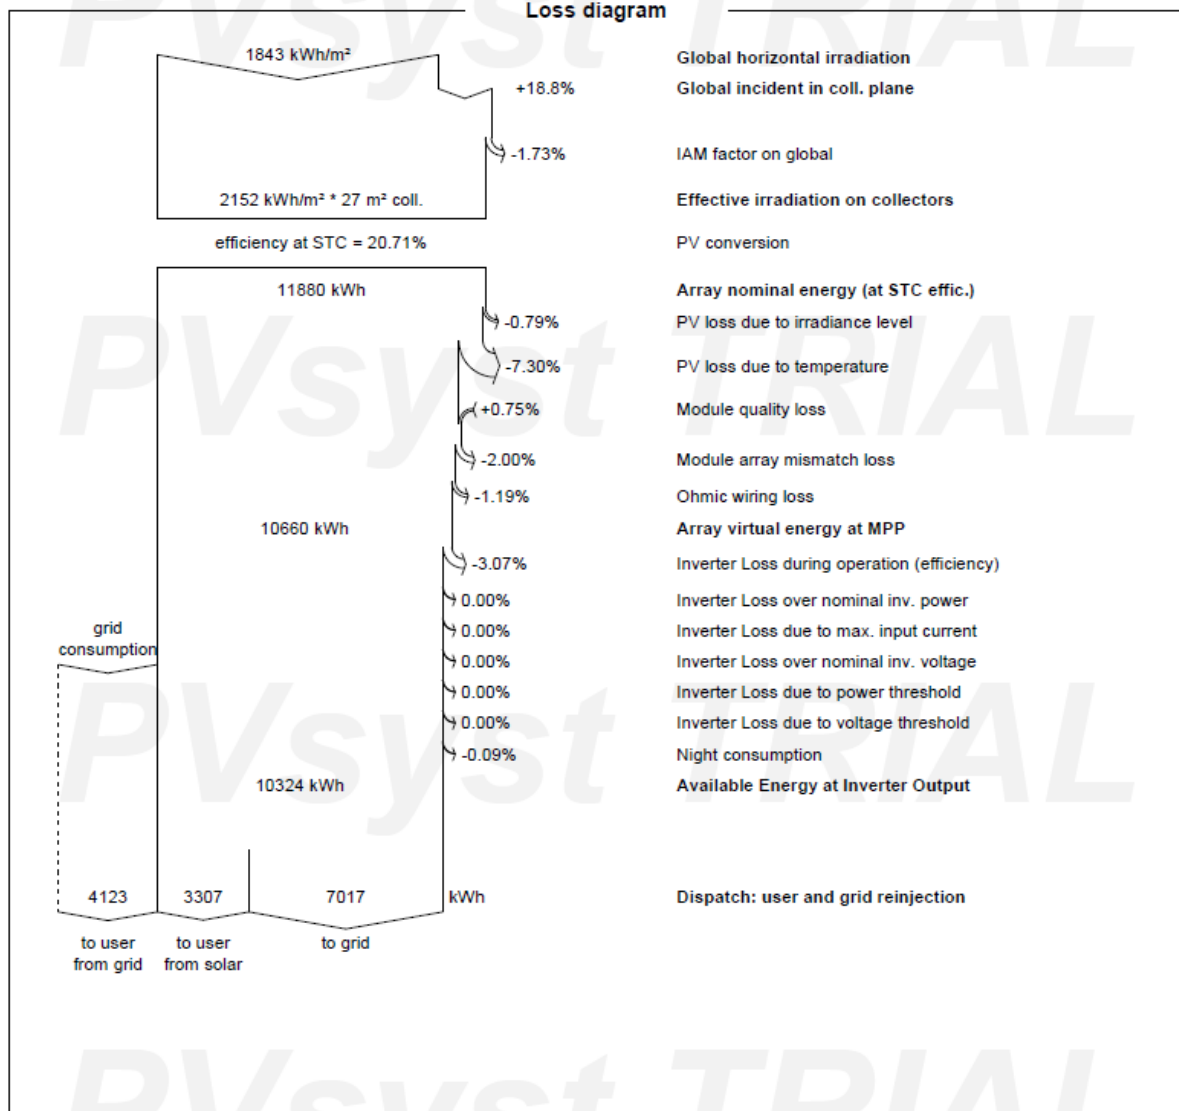 Loss diagram
1843 kWh/m² Global horizontal irradiation
+18.8% Global incident in coll. plane
-1.73% IAM factor on global
2152 kWh/m² * 27 m² coll. Effective irradiation on collectors
efficiency at STC = 20.71% PV conversion
11880 kWh Array nominal energy (at STC effic.)
-0.79% PV loss due to irradiance level
-7.30% PV loss due to temperature
+0.75% Module quality loss
-2.00% Module array mismatch loss
-1.19% Ohmic wiring loss
10660 kWh Array virtual energy at MPP
-3.07% Inverter Loss during operation (efficiency)
0.00% Inverter Loss over nominal inv. power
grid
consumption
0.00% Inverter Loss due to max. input current
0.00% Inverter Loss over nominal inv. voltage
0.00% Inverter Loss due to power threshold
0.00% Inverter Loss due to voltage threshold
-0.09% Night consumption
10324 kWh Available Energy at Inverter Output
4123 3307 7017 kWh Dispatch: user and grid reinjection
to user
from grid
to user
from solar
to grid
PVsyst TRIAL
PVsyst TRIAL
PVsyst TRIAL
PVsyst TRIAL